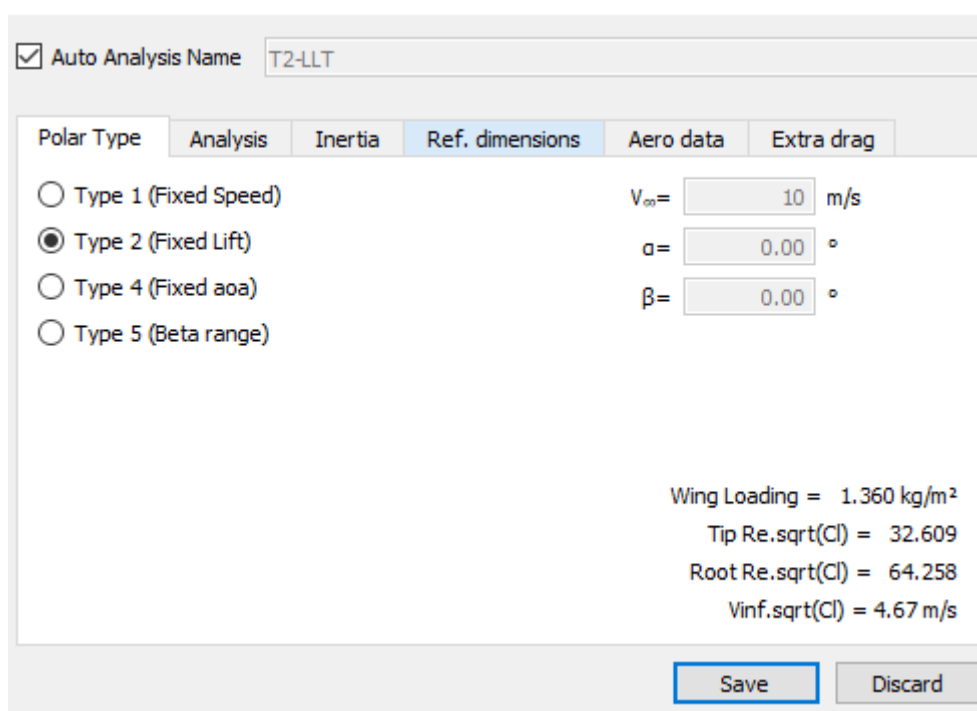 Auto Analysis Name T2-LLT
Polar Type Analysis Inertia Ref. dimensions Aero data Extra drag
Type 1 (Fixed Speed) V∞= 10 m/s
Type 2 (Fixed Lift) α= 0.00 °
Type 4 (Fixed aoa) β= 0.00 °
Type 5 (Beta range)
Wing Loading = 1.360 kg/m²
Tip Re.sqrt(Cl) = 32.609
Root Re.sqrt(Cl) = 64.258
Vinf.sqrt(Cl) = 4.67 m/s
Save Discard